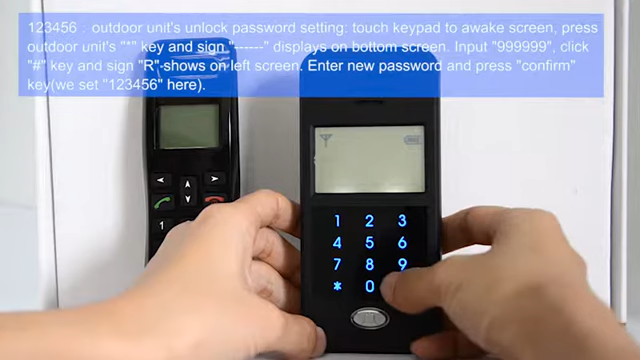 123456 : outdoor unit's unlock password setting: touch keypad to awake screen, press
outdoor unit's "*" key and sign "------" displays on bottom screen. Input "999999", click
"#" key and sign "R"-shows on left screen. Enter new password and press "confirm"
key(we set "123456" here).
1
1 2 3
4 5 6
7 8 9
* 0